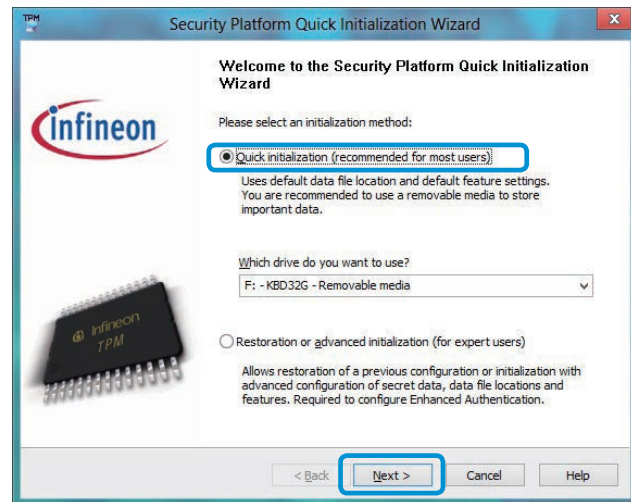 TPM
Security Platform Quick Initialization Wizard
X
Welcome to the Security Platform Quick Initialization
Wizard
infineon
Please select an initialization method:
Quick initialization (recommended for most users)
Uses default data file location and default feature settings.
You are recommended to use a removable media to store
important data.
Which drive do you want to use?
F: - KBD32G - Removable media
Infineon
TPM
Restoration or advanced initialization (for expert users)
Allows restoration of a previous configuration or initialization with
advanced configuration of secret data, data file locations and
features. Required to configure Enhanced Authentication.
< Back Next > Cancel Help